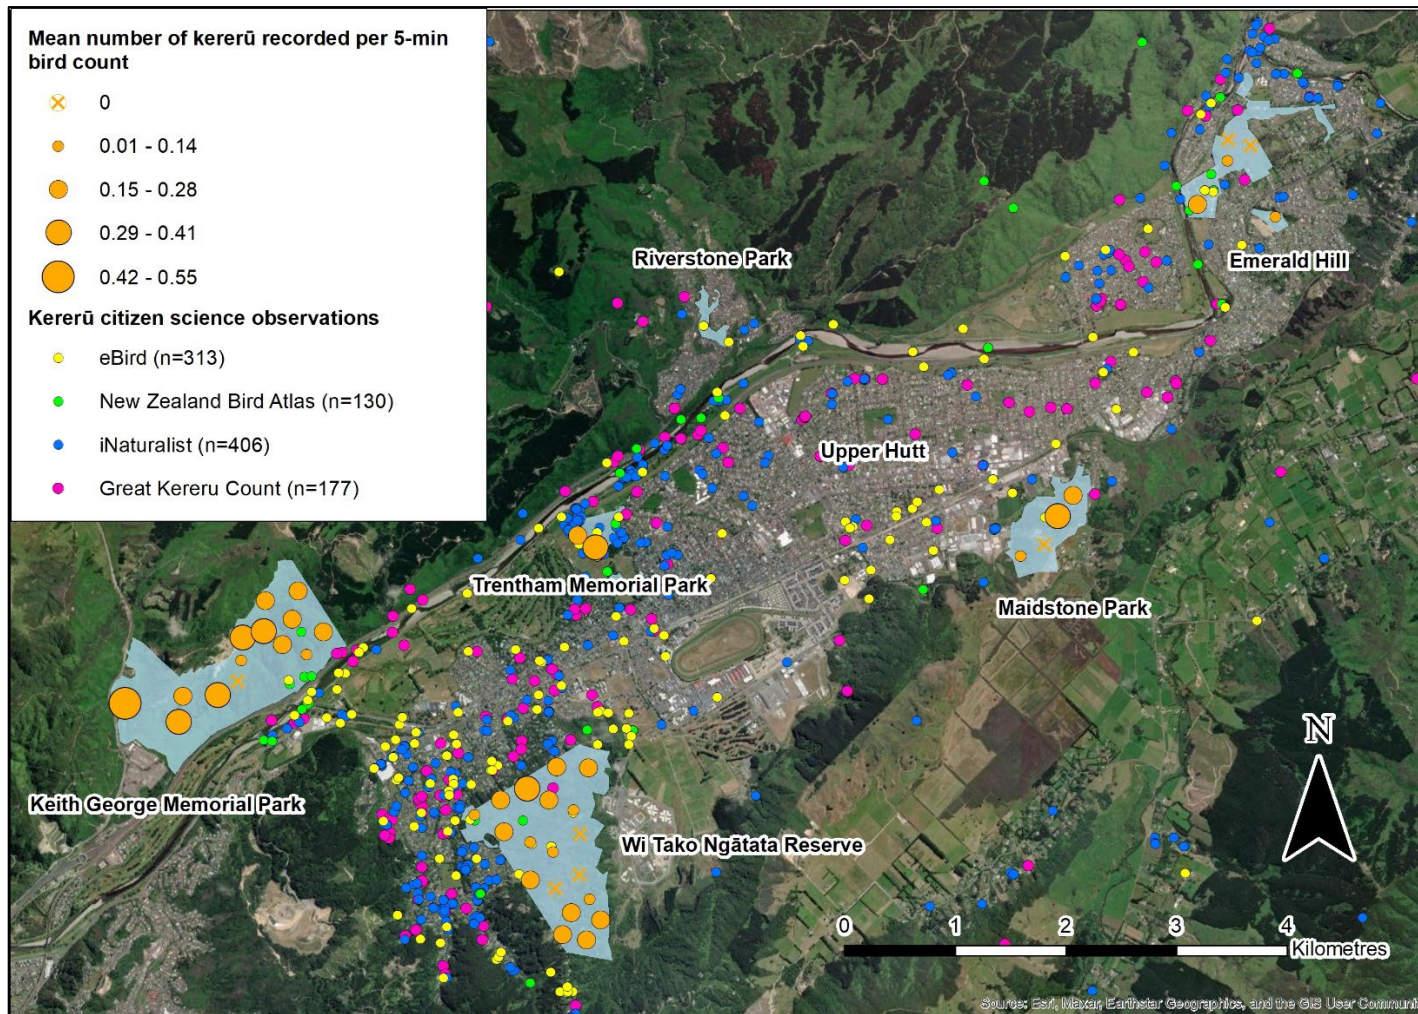 Mean number of kererū recorded per 5-min
bird count
0
0.01 - 0.14
0.15 - 0.28
0.29 - 0.41
0.42 - 0.55
Kererū citizen science observations
eBird (n=313)
New Zealand Bird Atlas (n=130)
iNaturalist (n=406)
Great Kereru Count (n=177)
Riverstone Park
Emerald Hill
Upper Hutt
Trentham Memorial Park
Maidstone Park
Keith George Memorial Park
Wi Tako Ngātata Reserve
N
0 1 2 3 4
Kilometres
Source: Esri, Maxar, Earthstar Geographics, and the GIS User Communit